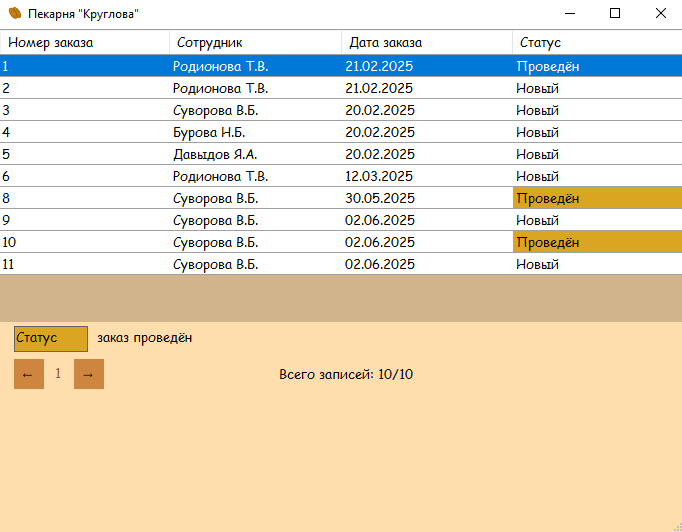 Пекарня "Круглова"
Номер заказа Сотрудник Дата заказа Статус
1 Родионова Т.В. 21.02.2025 Проведён
2 Родионова Т.В. 21.02.2025 Новый
3 Суворова В.Б. 20.02.2025 Новый
4 Бурова Н.Б. 20.02.2025 Новый
5 Давыдов Я.А. 20.02.2025 Новый
6 Родионова Т.В. 12.03.2025 Новый
8 Суворова В.Б. 30.05.2025 Проведён
9 Суворова В.Б. 02.06.2025 Новый
10 Суворова В.Б. 02.06.2025 Проведён
11 Суворова В.Б. 02.06.2025 Новый
Статус заказ проведён
← 1 → Всего записей: 10/10